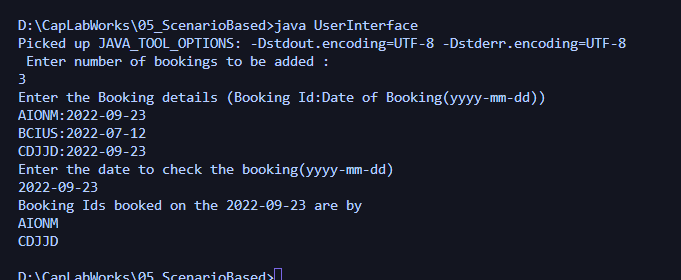 D:\CapLabWorks\05_ScenarioBased>java UserInterface
Picked up JAVA_TOOL_OPTIONS: -Dstdout.encoding=UTF-8 -Dstderr.encoding=UTF-8
 Enter number of bookings to be added :
3
Enter the Booking details (Booking Id:Date of Booking(yyyy-mm-dd))
AIONM:2022-09-23
BCIUS:2022-07-12
CDJJD:2022-09-23
Enter the date to check the booking(yyyy-mm-dd)
2022-09-23
Booking Ids booked on the 2022-09-23 are by
AIONM
CDJJD
D:\CapLabWorks\05_ScenarioBased>